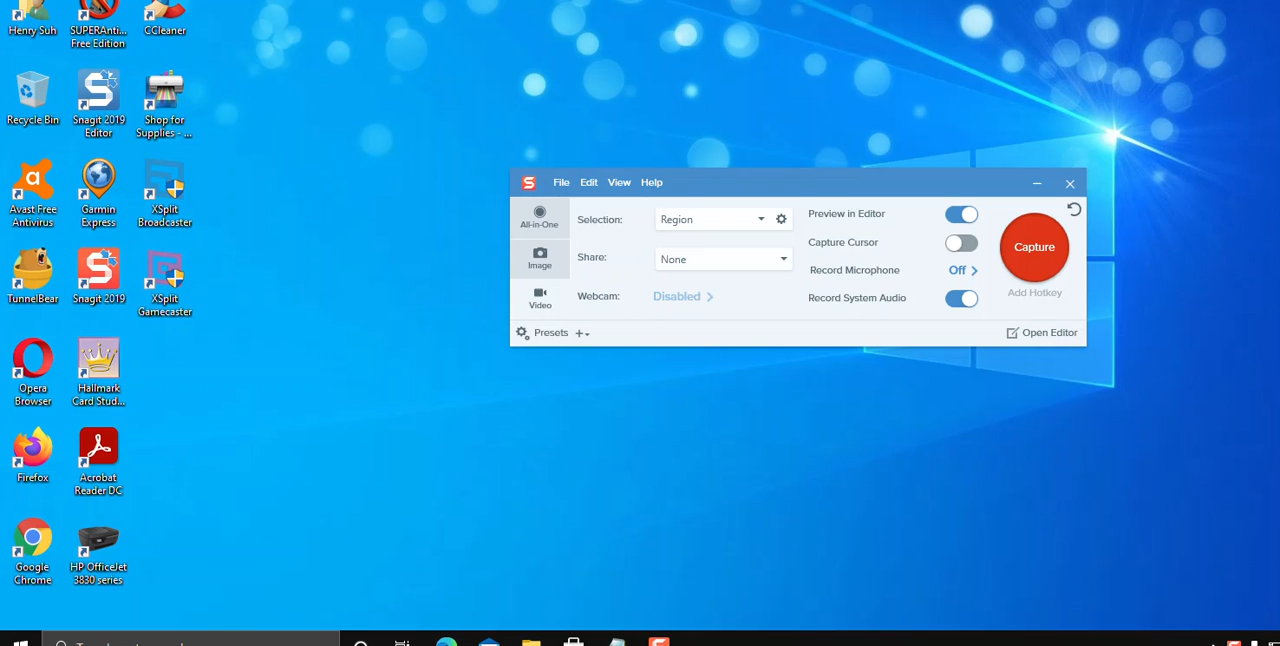 Henry Suh
SUPERAnti...
Free Edition
CCleaner
Recycle Bin
Snagit 2019
Editor
Shop for
Supplies - ...
Avast Free
Antivirus
Garmin
Express
XSplit
Broadcaster
TunnelBear
Snagit 2019
XSplit
Gamecaster
Opera
Browser
Hallmark
Card Stud...
Firefox
Acrobat
Reader DC
Google
Chrome
HP OfficeJet
3830 series
File Edit View Help
All-in-One
Image
Video
Selection: Region
Share: None
Webcam: Disabled
Preview in Editor
Capture Cursor
Record Microphone Off
Record System Audio
Capture
Add Hotkey
Presets
Open Editor